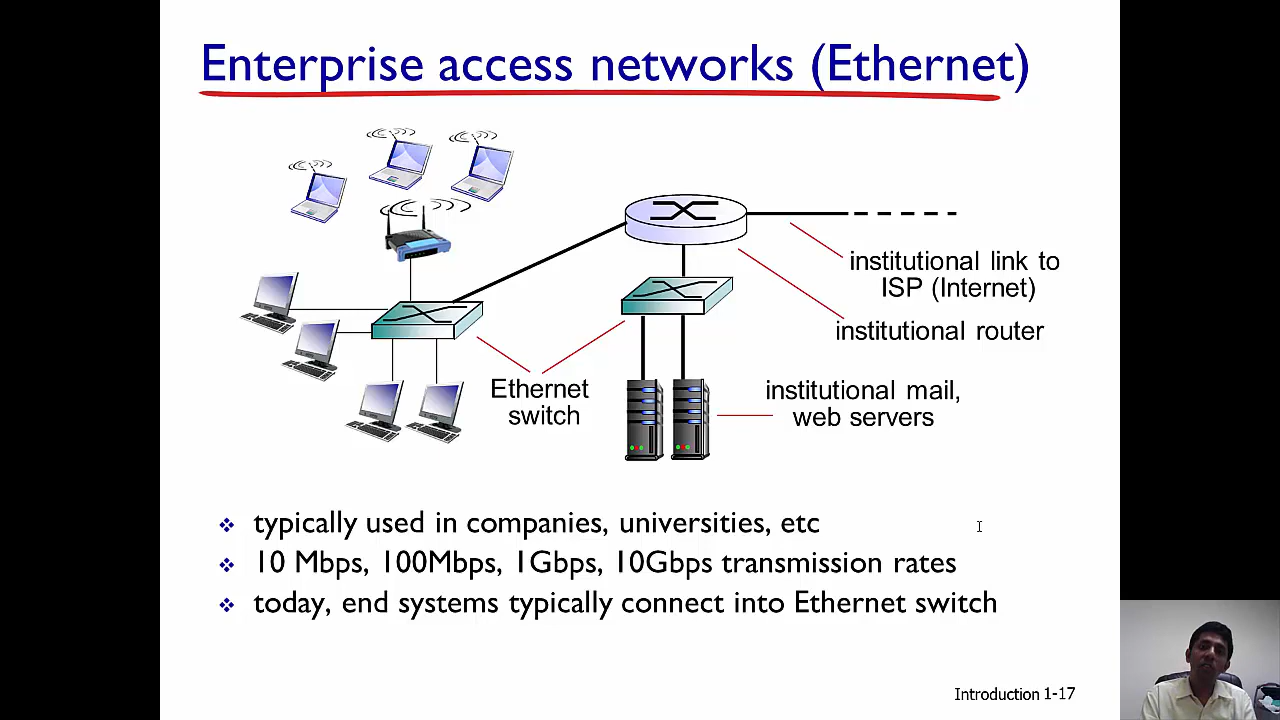 Enterprise access networks (Ethernet)
institutional link to
ISP (Internet)
institutional router
Ethernet
switch
institutional mail,
web servers
typically used in companies, universities, etc
10 Mbps, 100Mbps, 1Gbps, 10Gbps transmission rates
today, end systems typically connect into Ethernet switch
Introduction 1-17